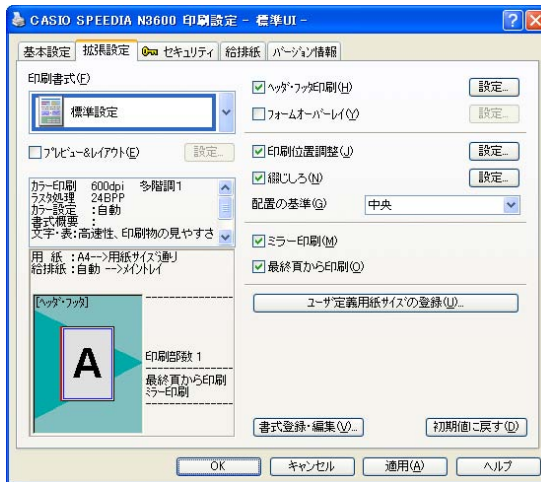 CASIO SPEEDIA N3600 印刷設定 - 標準UI -
基本設定 拡張設定 セキュリティ 給排紙 バージョン情報
印刷書式(F)
標準設定
プレビュー&レイアウト(E) 設定...
カラー印刷 600dpi 多階調1
ラスタ処理 24BPP
カラー設定 :自動
書式概要 :
文字・表:高速性、印刷物の見やすさ
用 紙 :A4-->用紙サイズ通り
給排紙 :自動 -->メイントレイ
[ヘッダ・フッタ]
A
印刷部数 1
最終頁から印刷
ミラー印刷
ヘッダ・フッタ印刷(H) 設定...
フォームオーバーレイ(Y) 設定...
印刷位置調整(J) 設定...
綴じしろ(N) 設定...
配置の基準(G) 中央
ミラー印刷(M)
最終頁から印刷(O)
ユーザ定義用紙サイズの登録(U)...
書式登録・編集(V)... 初期値に戻す(D)
OK キャンセル 適用(A) ヘルプ